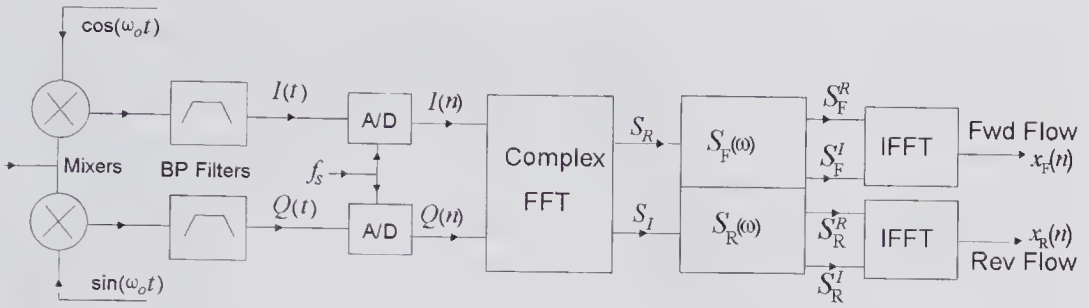 cos(ωₒt)
Mixers
BP Filters
I(t)
A/D
I(n)
fₛ
Q(t)
A/D
Q(n)
sin(ωₒt)
Complex
FFT
S_R
S_I
S_F(ω)
S_R(ω)
S_F^R
S_F^I
S_R^R
S_R^I
IFFT
IFFT
Fwd Flow
x_F(n)
x_R(n)
Rev Flow